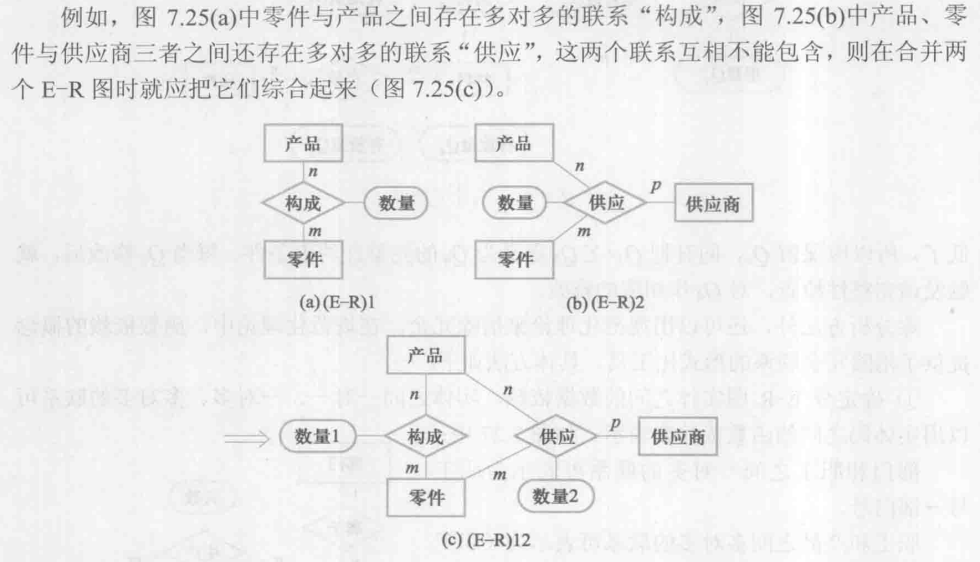 例如，图 7.25(a)中零件与产品之间存在多对多的联系“构成”，图 7.25(b)中产品、零
件与供应商三者之间还存在多对多的联系“供应”，这两个联系互相不能包含，则在合并两
个 E-R 图时就应把它们综合起来（图 7.25(c)）。
产品 产品
n n p
构成 数量 数量 供应 供应商
m m
零件 零件
(a) (E-R)1 (b) (E-R)2
产品
n n p
数量1 构成 供应 供应商
m m
零件 数量2
(c) (E-R)12